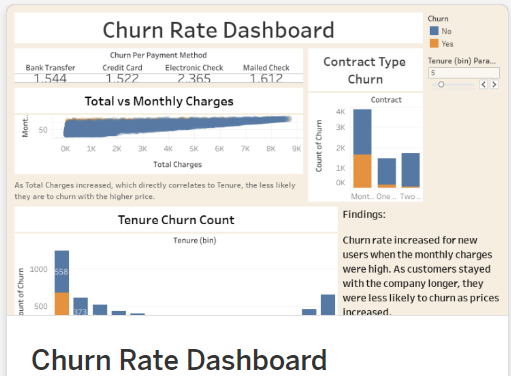 Churn Rate Dashboard
Churn
No
Yes
Tenure (bin) Para...
5
Churn Per Payment Method
Bank Transfer Credit Card Electronic Check Mailed Check
1,544 1,522 2,365 1,612
Contract Type
Churn
Contract
Count of Churn
4K
3K
2K
1K
0K
Mont.. One .. Two ..
Total vs Monthly Charges
Mont..
50
0K 1K 2K 3K 4K 5K 6K 7K 8K 9K
Total Charges
As Total Charges increased, which directly correlates to Tenure, the less likely
they are to churn with the higher price.
Tenure Churn Count
Tenure (bin)
ount of Churn
1000
500
558
373
Findings:
Churn rate increased for new
users when the monthly charges
were high. As customers stayed
with the company longer, they
were less likely to churn as prices
increased.
Churn Rate Dashboard